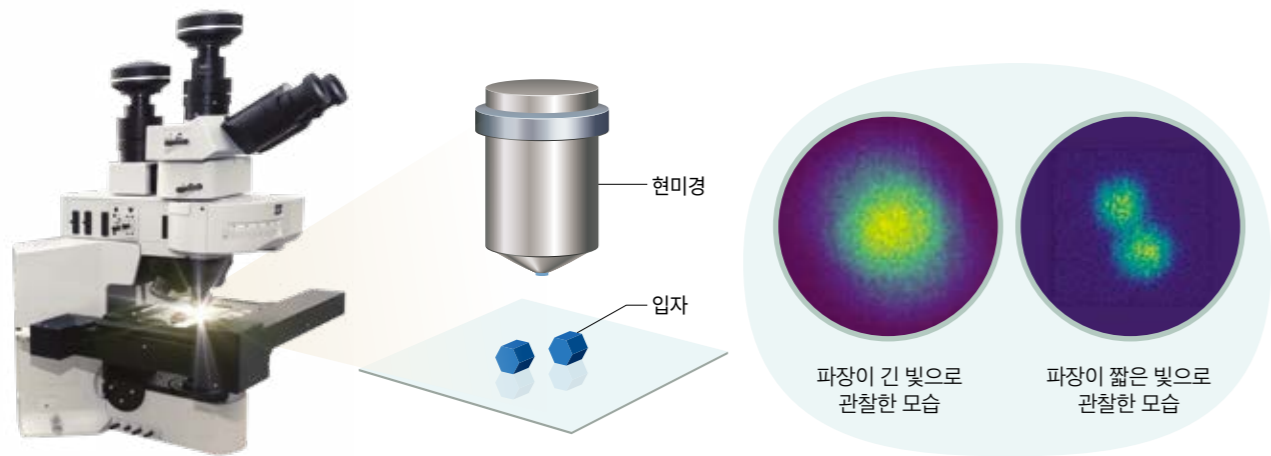 현미경
입자
파장이 긴 빛으로
관찰한 모습
파장이 짧은 빛으로
관찰한 모습